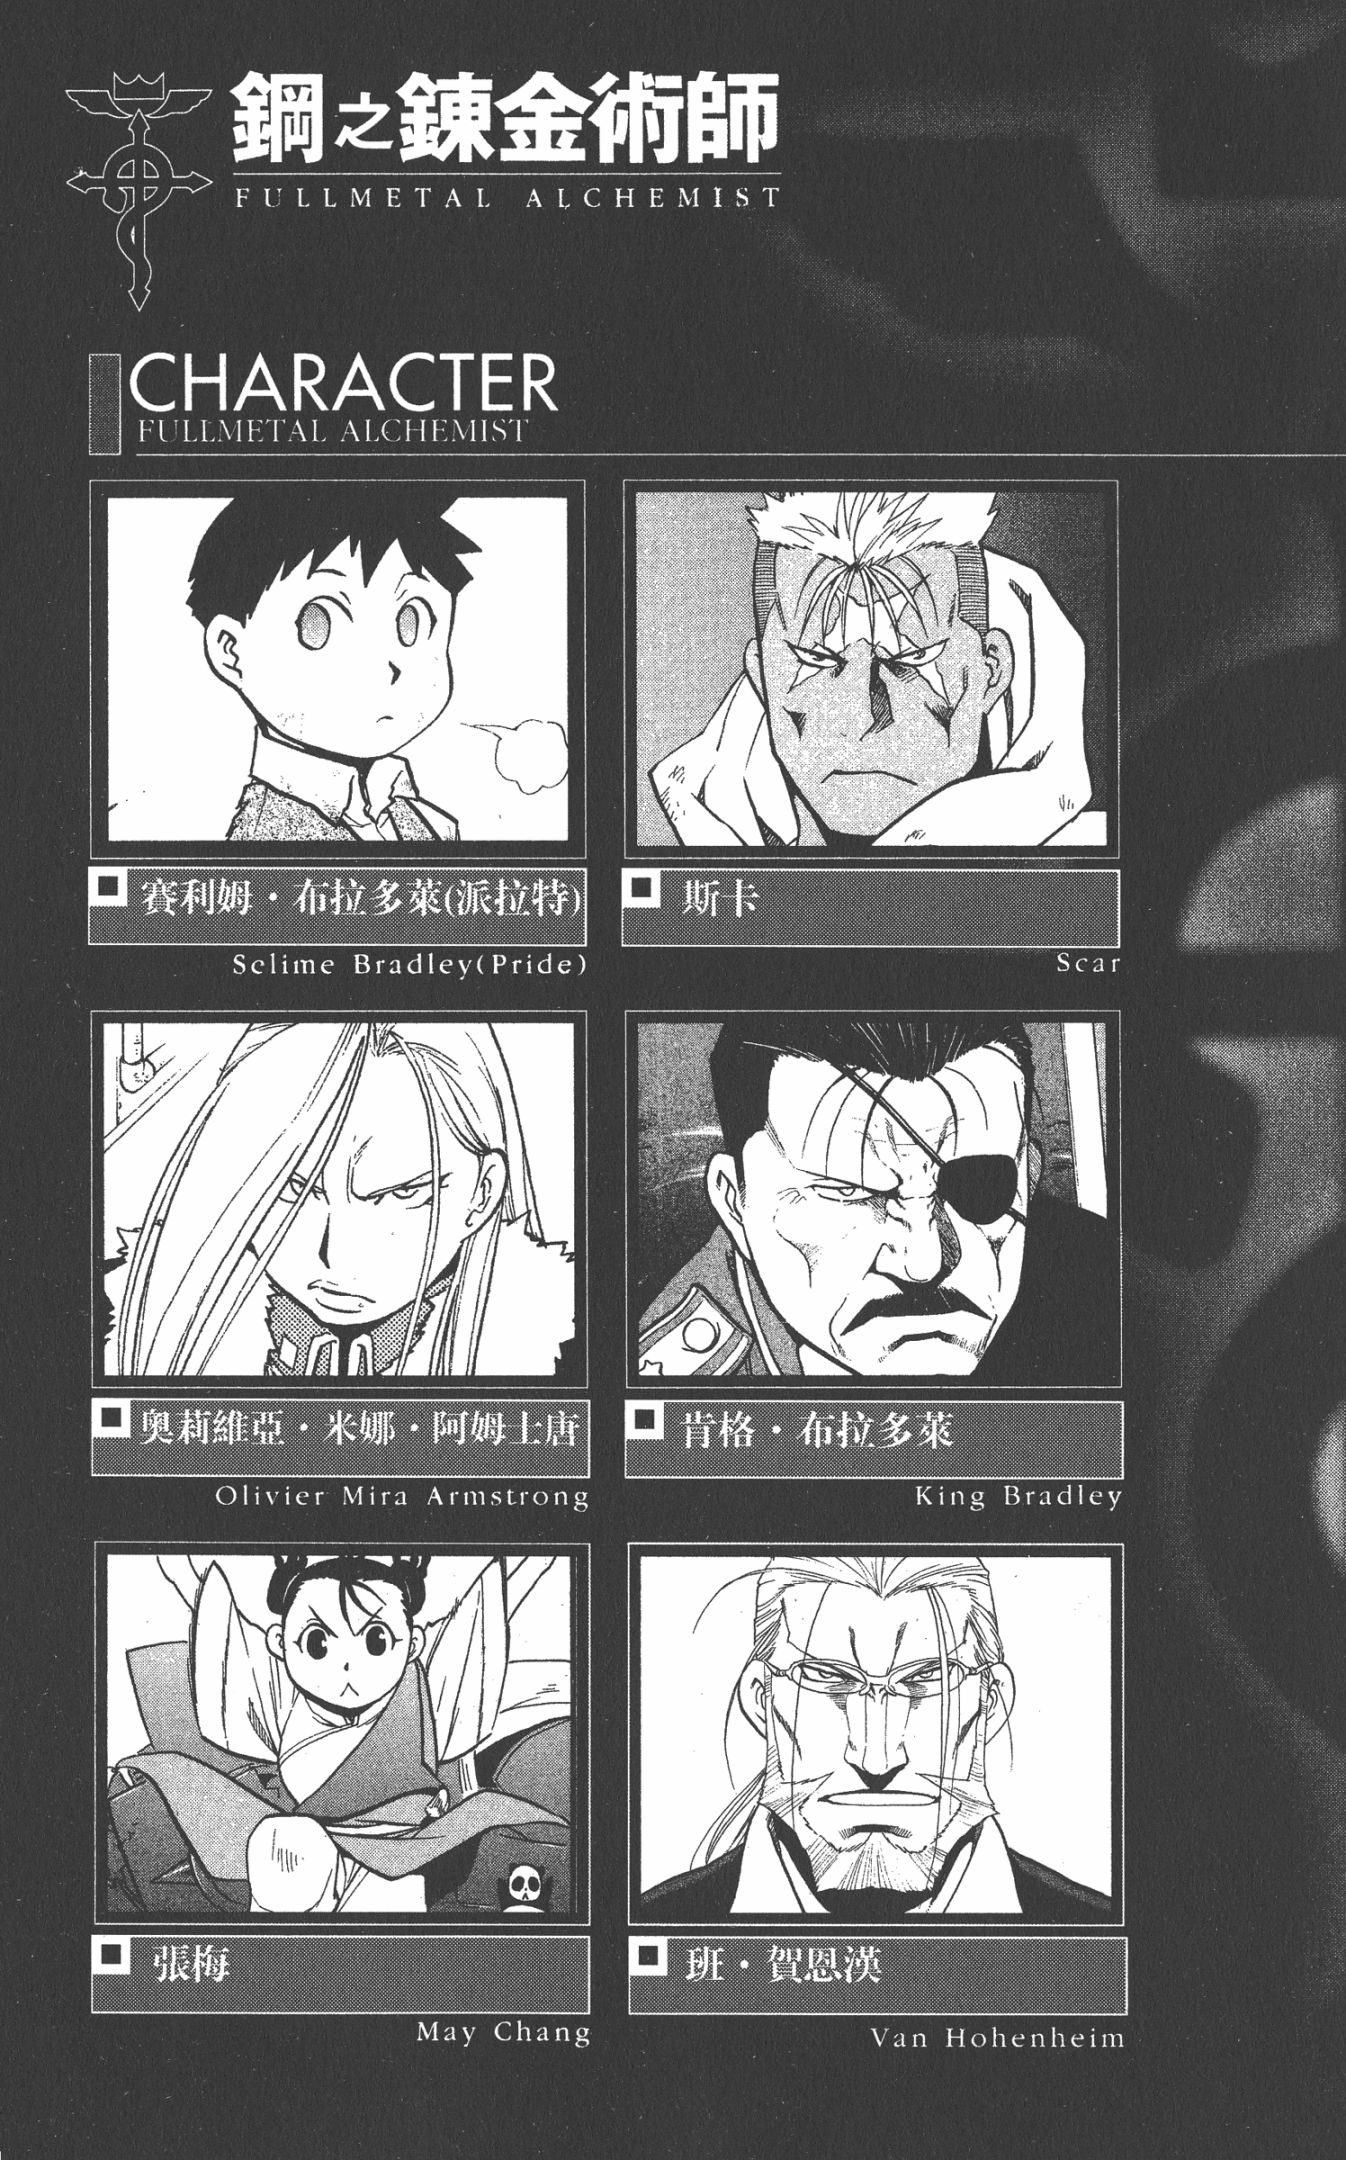 鋼之錬金術師
FULLMETAL ALCHEMIST
CHARACTER
FULLMETAL ALCHEMIST
賽利姆・布拉多萊(派拉特)
Selime Bradley(Pride)
斯卡
Scar
奧莉維亞・米娜・阿姆士唐
Olivier Mira Armstrong
肯格・布拉多萊
King Bradley
張梅
May Chang
班・賀恩漢
Van Hohenheim